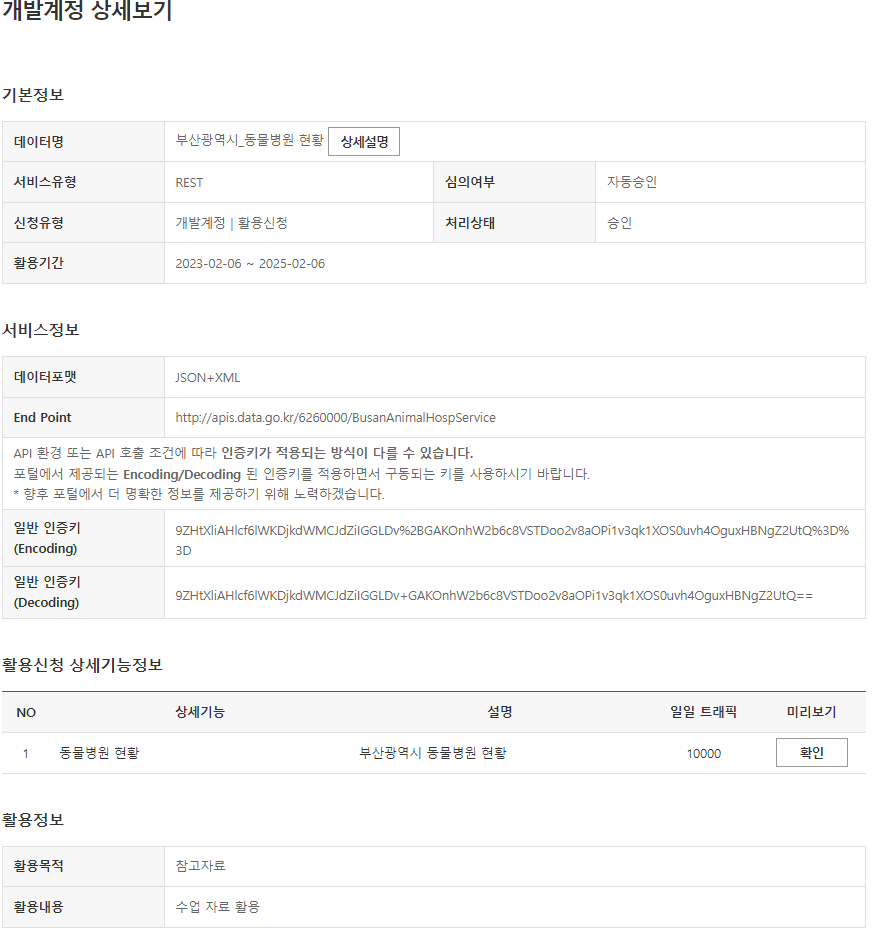 개발계정 상세보기
기본정보
데이터명 부산광역시_동물병원 현황 상세설명
서비스유형 REST 심의여부 자동승인
신청유형 개발계정 | 활용신청 처리상태 승인
활용기간 2023-02-06 ~ 2025-02-06
서비스정보
데이터포맷 JSON+XML
End Point http://apis.data.go.kr/6260000/BusanAnimalHospService
API 환경 또는 API 호출 조건에 따라 인증키가 적용되는 방식이 다를 수 있습니다.
포털에서 제공되는 Encoding/Decoding 된 인증키를 적용하면서 구동되는 키를 사용하시기 바랍니다.
* 향후 포털에서 더 명확한 정보를 제공하기 위해 노력하겠습니다.
일반 인증키
(Encoding)
9ZHtXliAHlcf6lWKDjkdWMCJdZiIGGLDv%2BGAKOnhW2b6c8VSTDoo2v8aOPi1v3qk1XOS0uvh4OguxHBNgZ2UtQ%3D%
3D
일반 인증키
(Decoding)
9ZHtXliAHlcf6lWKDjkdWMCJdZiIGGLDv+GAKOnhW2b6c8VSTDoo2v8aOPi1v3qk1XOS0uvh4OguxHBNgZ2UtQ==
활용신청 상세기능정보
NO 상세기능 설명 일일 트래픽 미리보기
1 동물병원 현황 부산광역시 동물병원 현황 10000 확인
활용정보
활용목적 참고자료
활용내용 수업 자료 활용